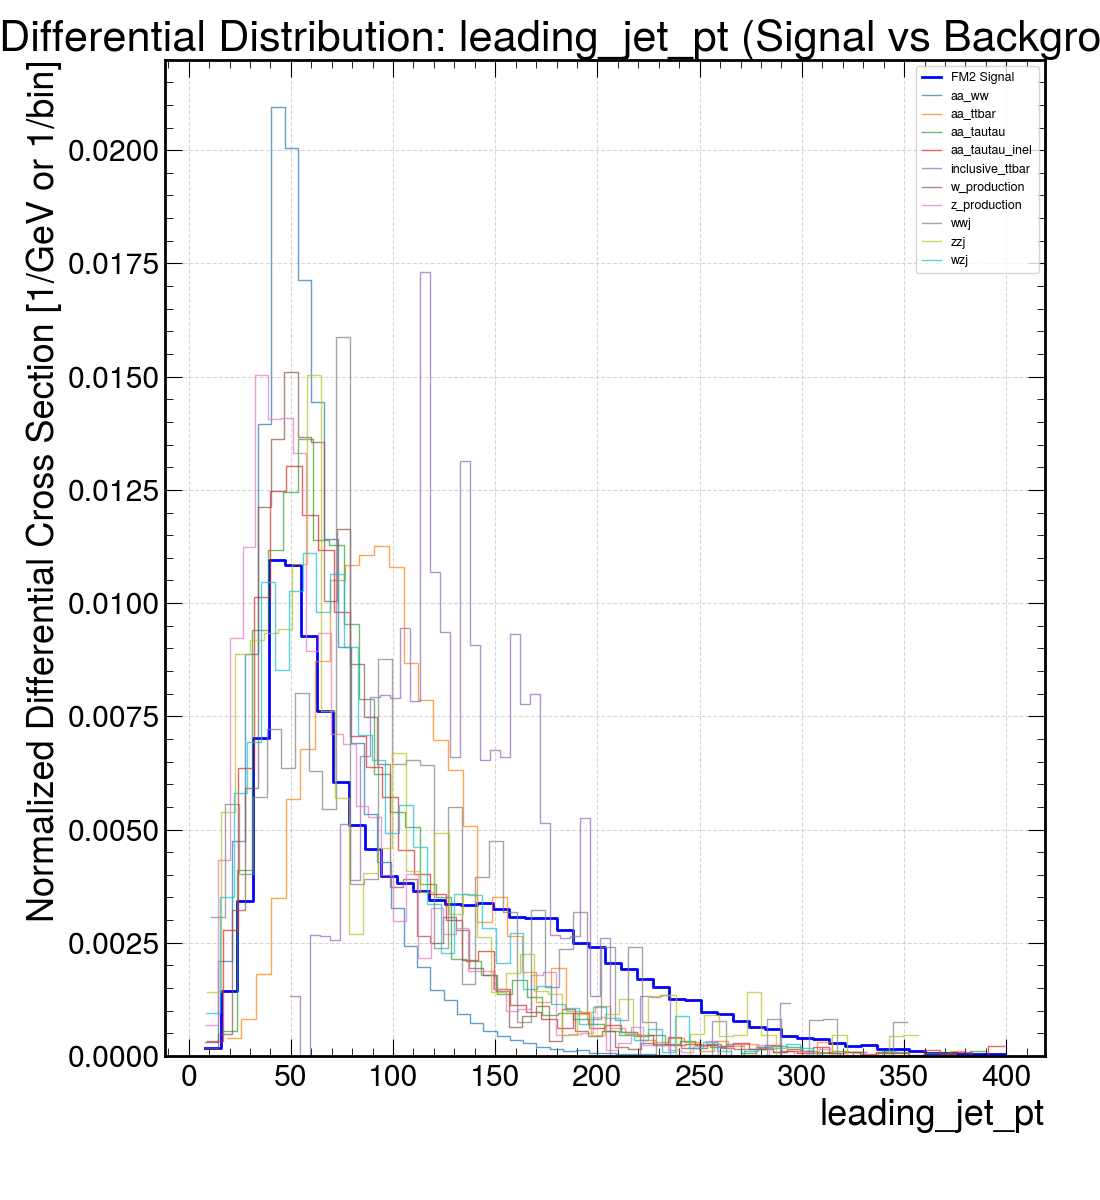 Differential Distribution: leading_jet_pt (Signal vs Backgro
Normalized Differential Cross Section [1/GeV or 1/bin]
0.0200
0.0175
0.0150
0.0125
0.0100
0.0075
0.0050
0.0025
0.0000
FM2 Signal
aa_ww
aa_ttbar
aa_tautau
aa_tautau_inel
inclusive_ttbar
w_production
z_production
wwj
zzj
wzj
0 50 100 150 200 250 300 350 400
leading_jet_pt